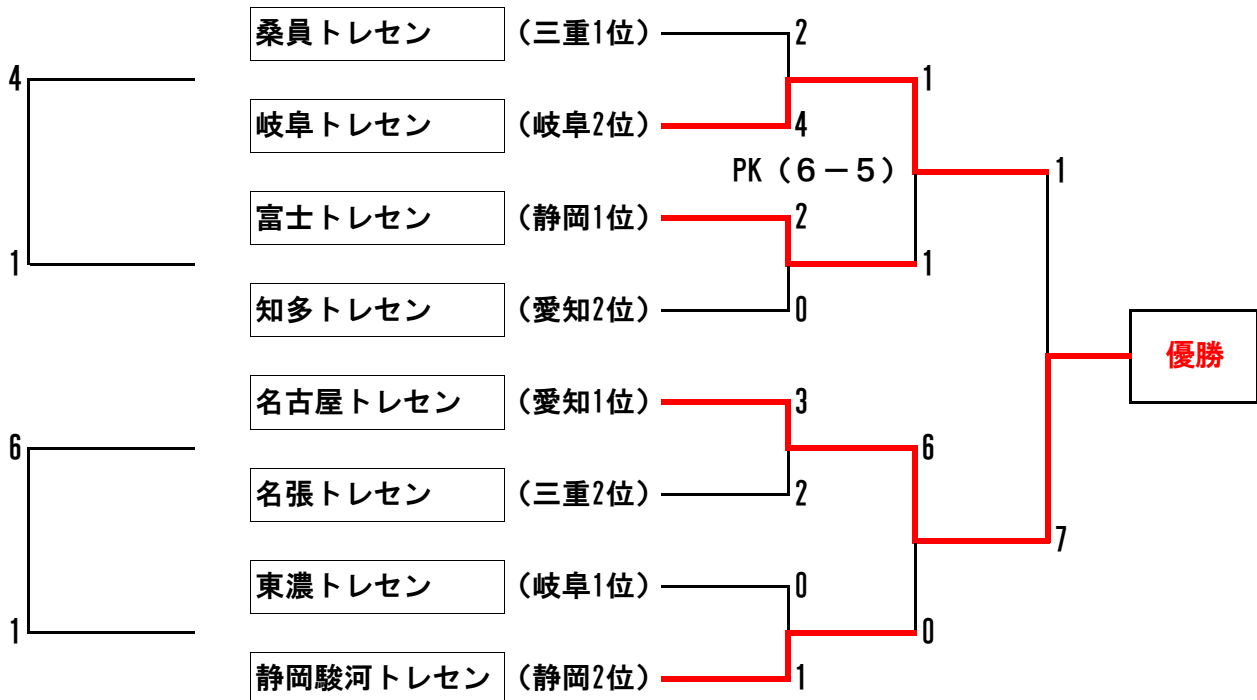 桑員トレセン （三重1位） 2
4 1
岐阜トレセン （岐阜2位） 4
PK（６－５） 1
富士トレセン （静岡1位） 2
1 1
知多トレセン （愛知2位） 0
優勝
名古屋トレセン （愛知1位） 3
6 6
名張トレセン （三重2位） 2
7
東濃トレセン （岐阜1位） 0
1 0
静岡駿河トレセン （静岡2位） 1